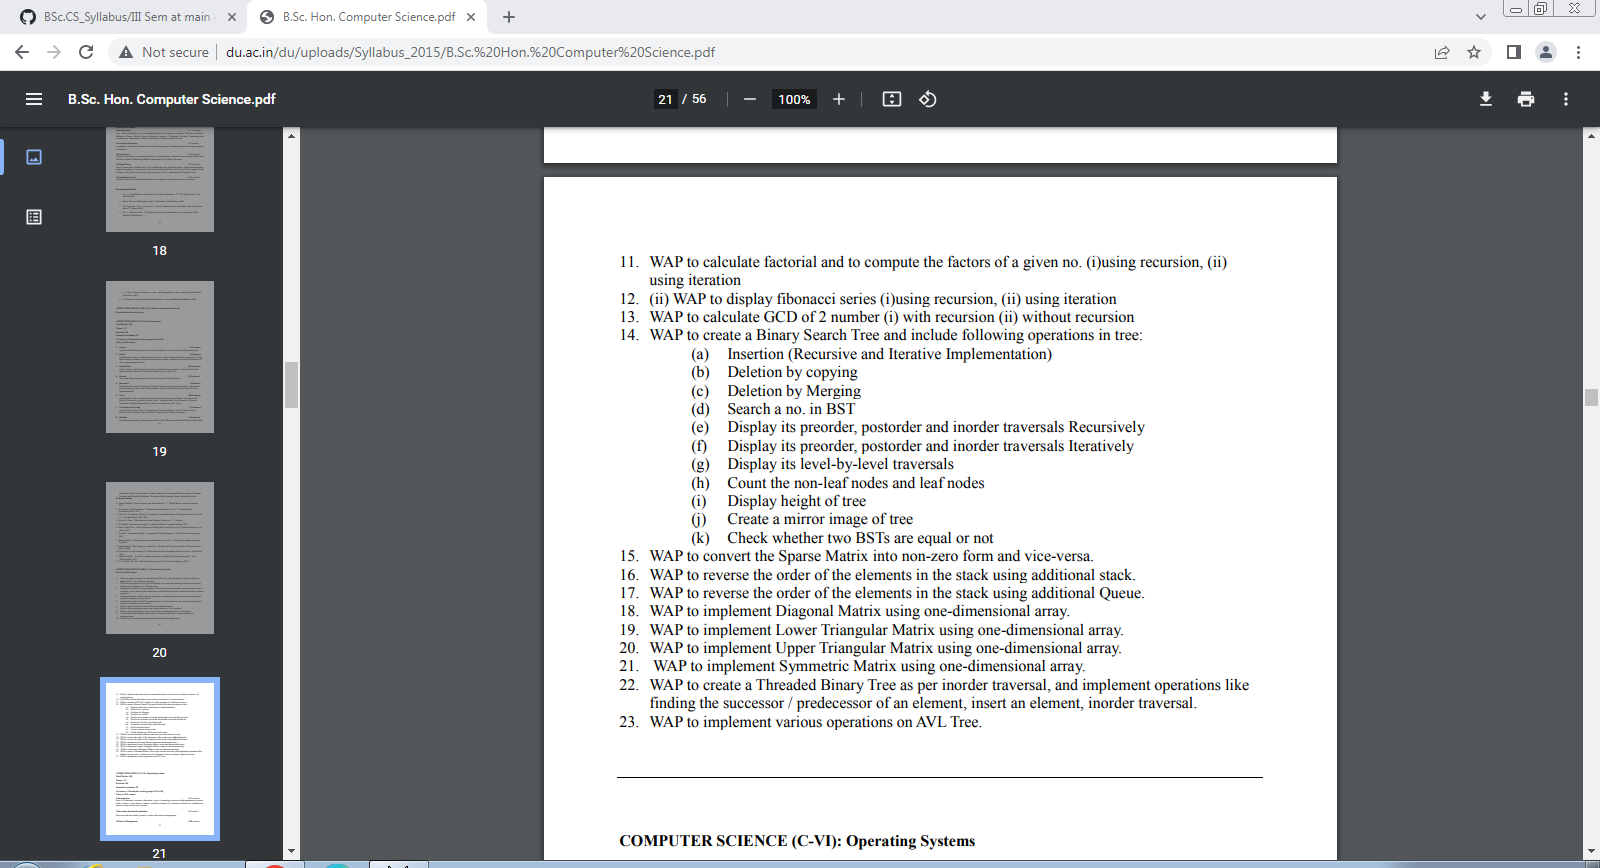 BSc.CS_Syllabus/III Sem at main
B.Sc. Hon. Computer Science.pdf
Not secure
du.ac.in/du/uploads/Syllabus_2015/B.Sc.%20Hon.%20Computer%20Science.pdf
B.Sc. Hon. Computer Science.pdf
21 / 56
100%
18
19
20
21
11. WAP to calculate factorial and to compute the factors of a given no. (i)using recursion, (ii)
using iteration
12. (ii) WAP to display fibonacci series (i)using recursion, (ii) using iteration
13. WAP to calculate GCD of 2 number (i) with recursion (ii) without recursion
14. WAP to create a Binary Search Tree and include following operations in tree:
(a) Insertion (Recursive and Iterative Implementation)
(b) Deletion by copying
(c) Deletion by Merging
(d) Search a no. in BST
(e) Display its preorder, postorder and inorder traversals Recursively
(f) Display its preorder, postorder and inorder traversals Iteratively
(g) Display its level-by-level traversals
(h) Count the non-leaf nodes and leaf nodes
(i) Display height of tree
(j) Create a mirror image of tree
(k) Check whether two BSTs are equal or not
15. WAP to convert the Sparse Matrix into non-zero form and vice-versa.
16. WAP to reverse the order of the elements in the stack using additional stack.
17. WAP to reverse the order of the elements in the stack using additional Queue.
18. WAP to implement Diagonal Matrix using one-dimensional array.
19. WAP to implement Lower Triangular Matrix using one-dimensional array.
20. WAP to implement Upper Triangular Matrix using one-dimensional array.
21. WAP to implement Symmetric Matrix using one-dimensional array.
22. WAP to create a Threaded Binary Tree as per inorder traversal, and implement operations like
finding the successor / predecessor of an element, insert an element, inorder traversal.
23. WAP to implement various operations on AVL Tree.
COMPUTER SCIENCE (C-VI): Operating Systems